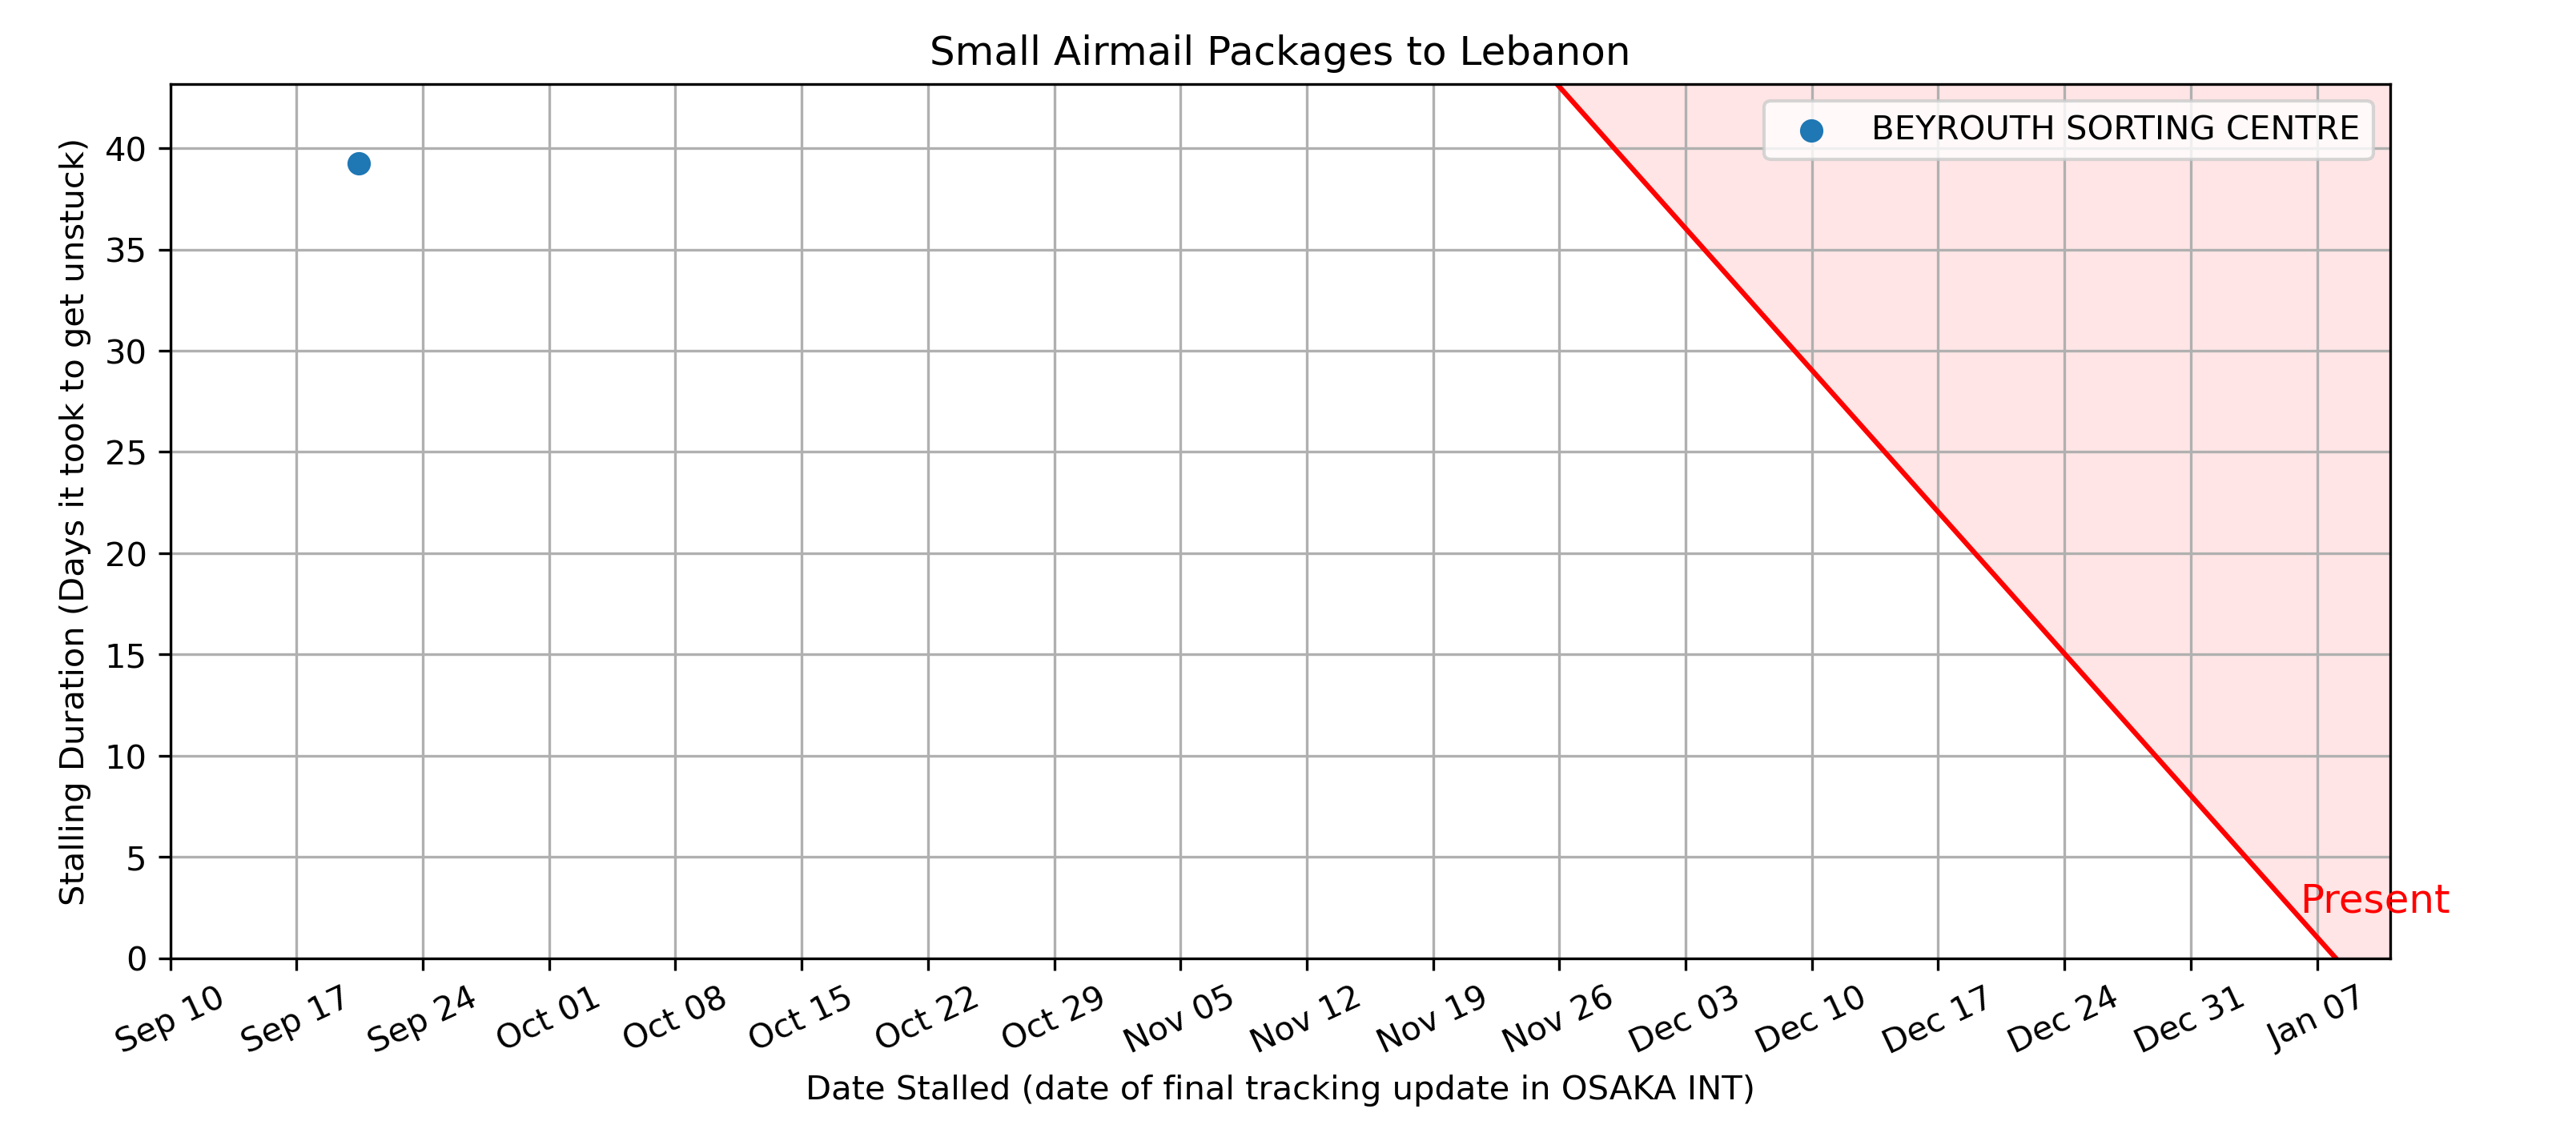 Small Airmail Packages to Lebanon
BEYROUTH SORTING CENTRE
Stalling Duration (Days it took to get unstuck)
40
35
30
25
20
15
10
5
0
Present
Sep 10
Sep 17
Sep 24
Oct 01
Oct 08
Oct 15
Oct 22
Oct 29
Nov 05
Nov 12
Nov 19
Nov 26
Dec 03
Dec 10
Dec 17
Dec 24
Dec 31
Jan 07
Date Stalled (date of final tracking update in OSAKA INT)